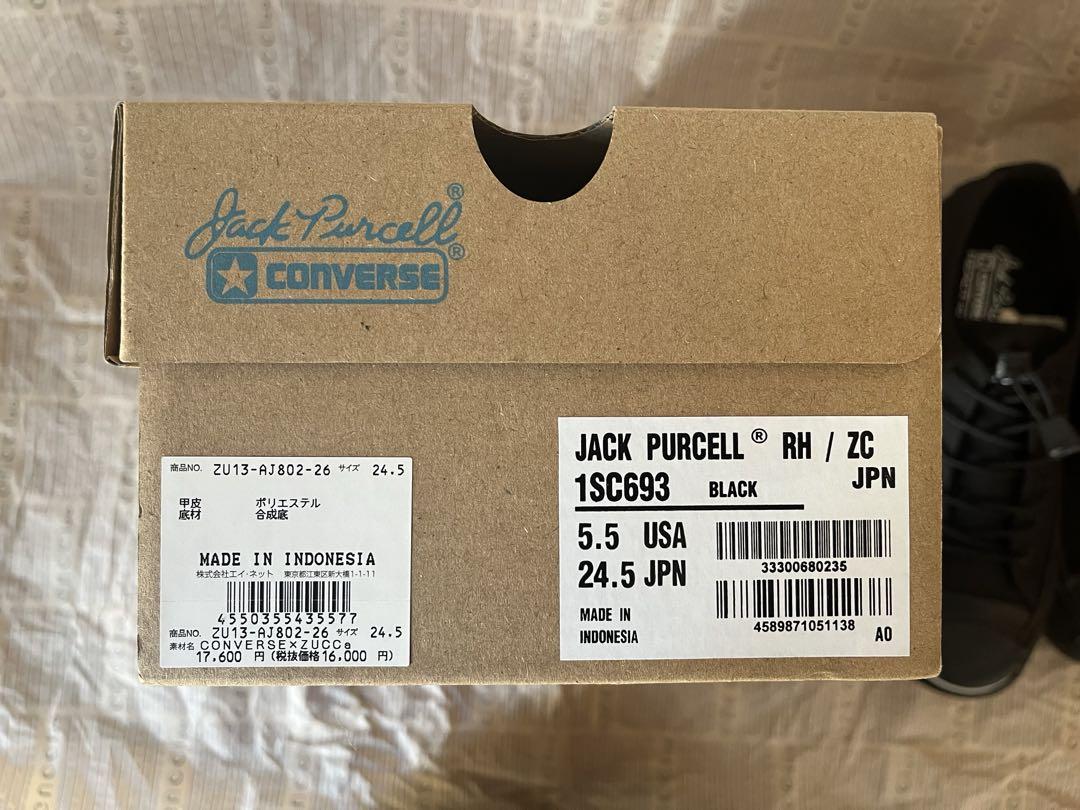 Jack Purcell®
CONVERSE®
商品NO. ZU13-AJ802-26 サイズ 24.5
甲皮 ポリエステル
底材 合成底
MADE IN INDONESIA
株式会社エイ・ネット 東京都江東区新大橋1-1-11
4550355435577
商品NO. ZU13-AJ802-26 サイズ 24.5
素材名 CONVERSE×ZUCCa
17,600 円 (税抜価格16,000 円)
JACK PURCELL® RH / ZC
1SC693 BLACK JPN
5.5 USA
33300680235
24.5 JPN
MADE IN
INDONESIA
4589871051138 A0